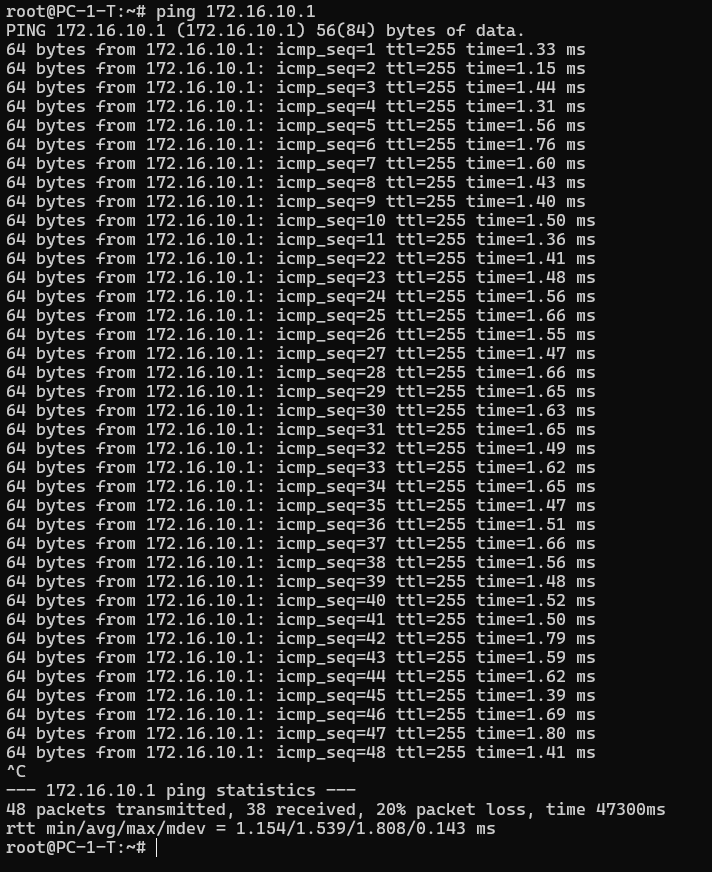 root@PC-1-T:~# ping 172.16.10.1
PING 172.16.10.1 (172.16.10.1) 56(84) bytes of data.
64 bytes from 172.16.10.1: icmp_seq=1 ttl=255 time=1.33 ms
64 bytes from 172.16.10.1: icmp_seq=2 ttl=255 time=1.15 ms
64 bytes from 172.16.10.1: icmp_seq=3 ttl=255 time=1.44 ms
64 bytes from 172.16.10.1: icmp_seq=4 ttl=255 time=1.31 ms
64 bytes from 172.16.10.1: icmp_seq=5 ttl=255 time=1.56 ms
64 bytes from 172.16.10.1: icmp_seq=6 ttl=255 time=1.76 ms
64 bytes from 172.16.10.1: icmp_seq=7 ttl=255 time=1.60 ms
64 bytes from 172.16.10.1: icmp_seq=8 ttl=255 time=1.43 ms
64 bytes from 172.16.10.1: icmp_seq=9 ttl=255 time=1.40 ms
64 bytes from 172.16.10.1: icmp_seq=10 ttl=255 time=1.50 ms
64 bytes from 172.16.10.1: icmp_seq=11 ttl=255 time=1.36 ms
64 bytes from 172.16.10.1: icmp_seq=22 ttl=255 time=1.41 ms
64 bytes from 172.16.10.1: icmp_seq=23 ttl=255 time=1.48 ms
64 bytes from 172.16.10.1: icmp_seq=24 ttl=255 time=1.56 ms
64 bytes from 172.16.10.1: icmp_seq=25 ttl=255 time=1.66 ms
64 bytes from 172.16.10.1: icmp_seq=26 ttl=255 time=1.55 ms
64 bytes from 172.16.10.1: icmp_seq=27 ttl=255 time=1.47 ms
64 bytes from 172.16.10.1: icmp_seq=28 ttl=255 time=1.66 ms
64 bytes from 172.16.10.1: icmp_seq=29 ttl=255 time=1.65 ms
64 bytes from 172.16.10.1: icmp_seq=30 ttl=255 time=1.63 ms
64 bytes from 172.16.10.1: icmp_seq=31 ttl=255 time=1.65 ms
64 bytes from 172.16.10.1: icmp_seq=32 ttl=255 time=1.49 ms
64 bytes from 172.16.10.1: icmp_seq=33 ttl=255 time=1.62 ms
64 bytes from 172.16.10.1: icmp_seq=34 ttl=255 time=1.65 ms
64 bytes from 172.16.10.1: icmp_seq=35 ttl=255 time=1.47 ms
64 bytes from 172.16.10.1: icmp_seq=36 ttl=255 time=1.51 ms
64 bytes from 172.16.10.1: icmp_seq=37 ttl=255 time=1.66 ms
64 bytes from 172.16.10.1: icmp_seq=38 ttl=255 time=1.56 ms
64 bytes from 172.16.10.1: icmp_seq=39 ttl=255 time=1.48 ms
64 bytes from 172.16.10.1: icmp_seq=40 ttl=255 time=1.52 ms
64 bytes from 172.16.10.1: icmp_seq=41 ttl=255 time=1.50 ms
64 bytes from 172.16.10.1: icmp_seq=42 ttl=255 time=1.79 ms
64 bytes from 172.16.10.1: icmp_seq=43 ttl=255 time=1.59 ms
64 bytes from 172.16.10.1: icmp_seq=44 ttl=255 time=1.62 ms
64 bytes from 172.16.10.1: icmp_seq=45 ttl=255 time=1.39 ms
64 bytes from 172.16.10.1: icmp_seq=46 ttl=255 time=1.69 ms
64 bytes from 172.16.10.1: icmp_seq=47 ttl=255 time=1.80 ms
64 bytes from 172.16.10.1: icmp_seq=48 ttl=255 time=1.41 ms
^C
--- 172.16.10.1 ping statistics ---
48 packets transmitted, 38 received, 20% packet loss, time 47300ms
rtt min/avg/max/mdev = 1.154/1.539/1.808/0.143 ms
root@PC-1-T:~#